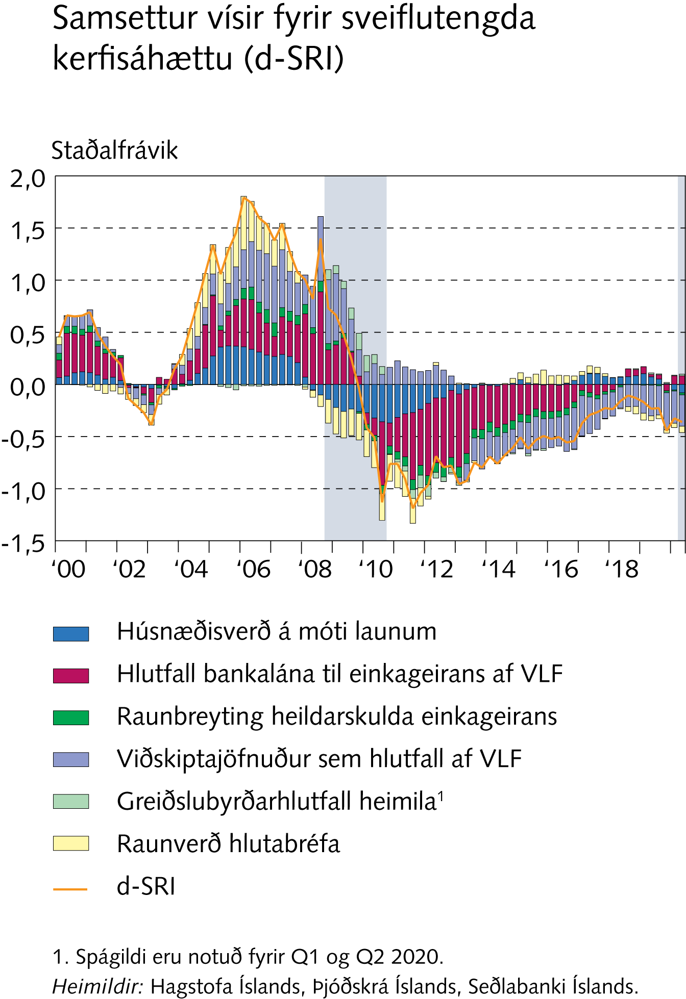 Samsettur vísir fyrir sveiflutengda
kerfisáhættu (d-SRI)
Staðalfrávik
2,0
1,5
1,0
0,5
0,0
-0,5
-1,0
-1,5
‘00 ‘02 ‘04 ‘06 ‘08 ‘10 ‘12 ‘14 ‘16 ‘18
Húsnæðisverð á móti launum
Hlutfall bankalána til einkageirans af VLF
Raunbreyting heildarskulda einkageirans
Viðskiptajöfnuður sem hlutfall af VLF
Greiðslubyrðarhlutfall heimila¹
Raunverð hlutabréfa
d-SRI
1. Spágildi eru notuð fyrir Q1 og Q2 2020.
Heimildir: Hagstofa Íslands, Þjóðskrá Íslands, Seðlabanki Íslands.